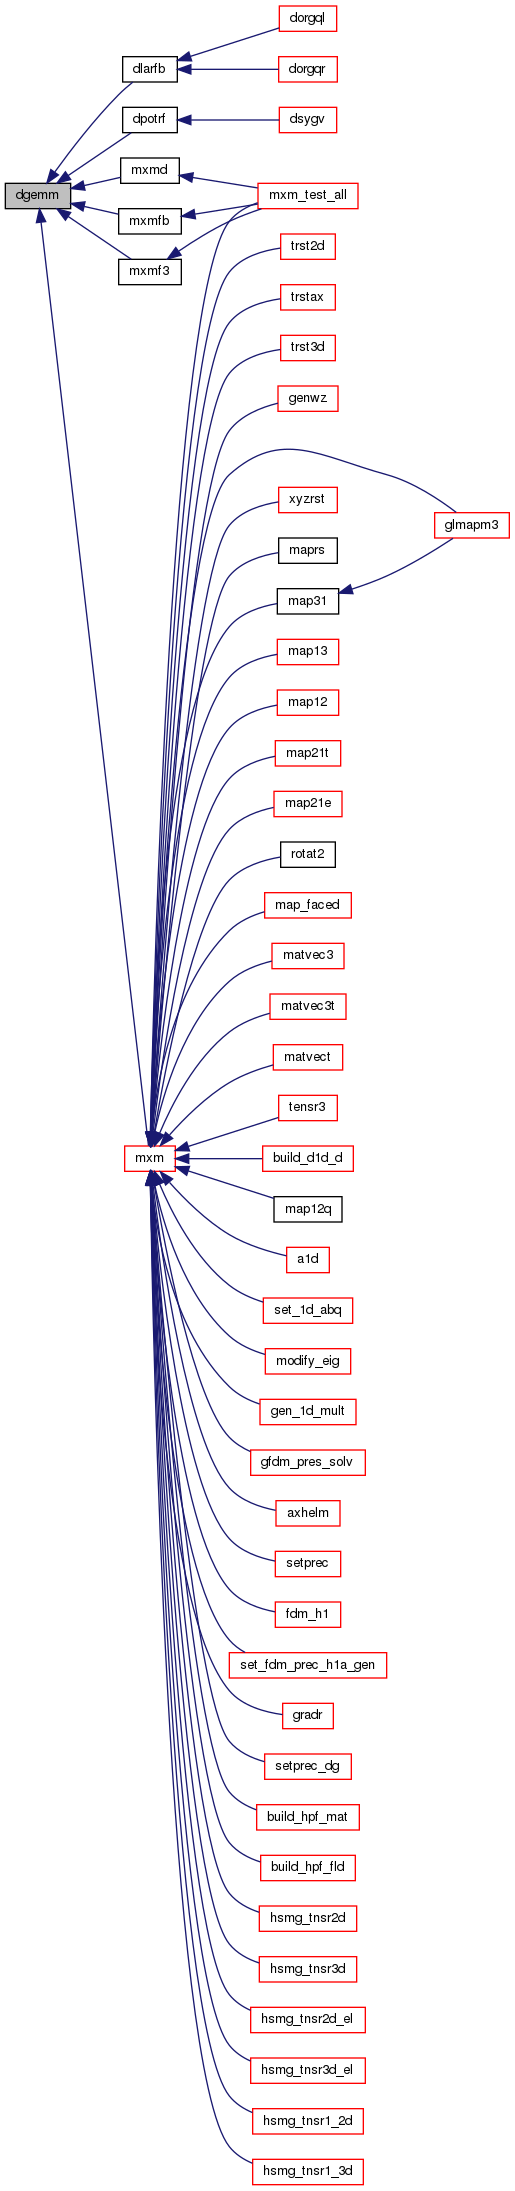 dorgql
dlarfb
dorgqr
dpotrf
dsygv
mxmd
dgemm
mxm_test_all
mxmfb
trst2d
mxmf3
trstax
trst3d
genwz
xyzrst
glmapm3
maprs
map31
map13
map12
map21t
map21e
rotat2
map_faced
matvec3
matvec3t
matvect
tensr3
mxm
build_d1d_d
map12q
a1d
set_1d_abq
modify_eig
gen_1d_mult
gfdm_pres_solv
axhelm
setprec
fdm_h1
set_fdm_prec_h1a_gen
gradr
setprec_dg
build_hpf_mat
build_hpf_fld
hsmg_tnsr2d
hsmg_tnsr3d
hsmg_tnsr2d_el
hsmg_tnsr3d_el
hsmg_tnsr1_2d
hsmg_tnsr1_3d